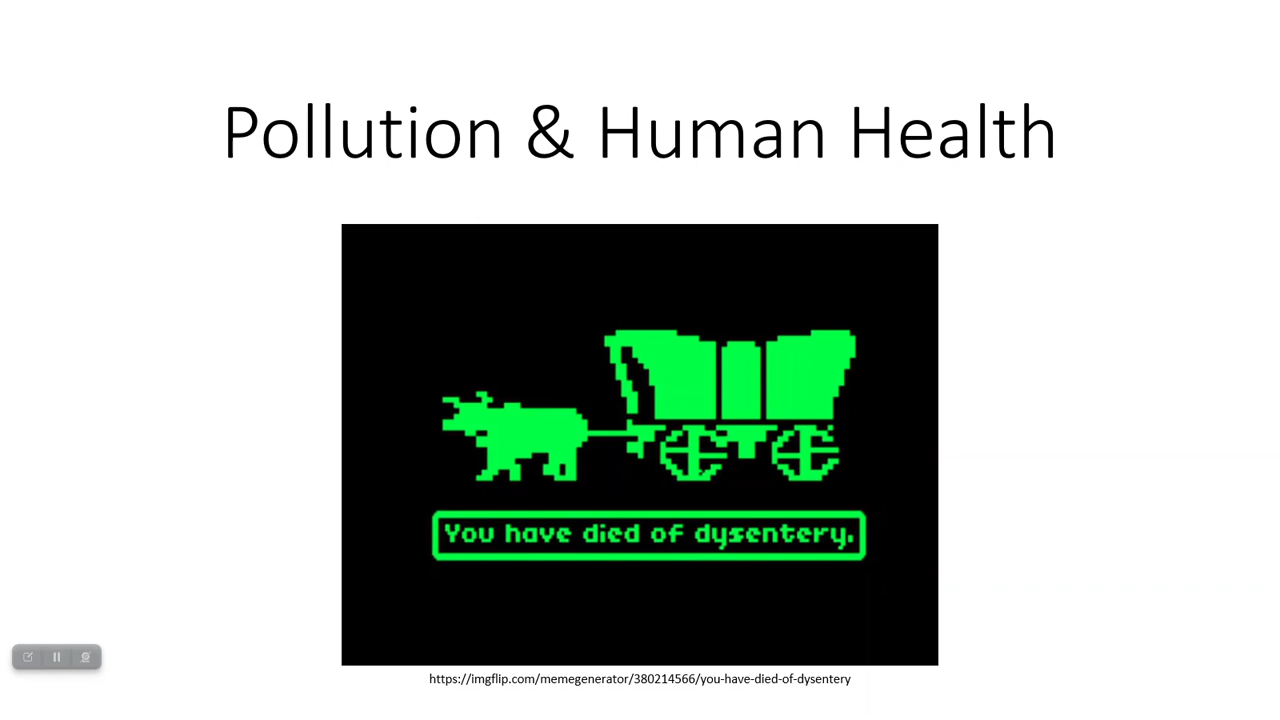 Pollution & Human Health
You have died of dysentery.
https://imgflip.com/memegenerator/380214566/you-have-died-of-dysentery